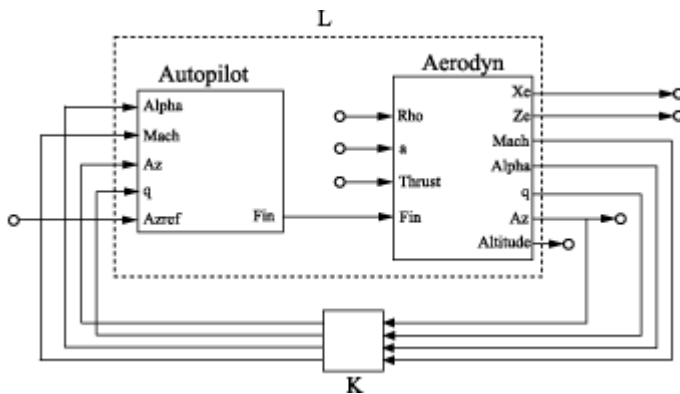 L
Autopilot
Aerodyn
Alpha
Mach
Az
q
Azref
Fin
Rho
a
Thrust
Fin
Xe
Ze
Mach
Alpha
q
Az
Altitude
K